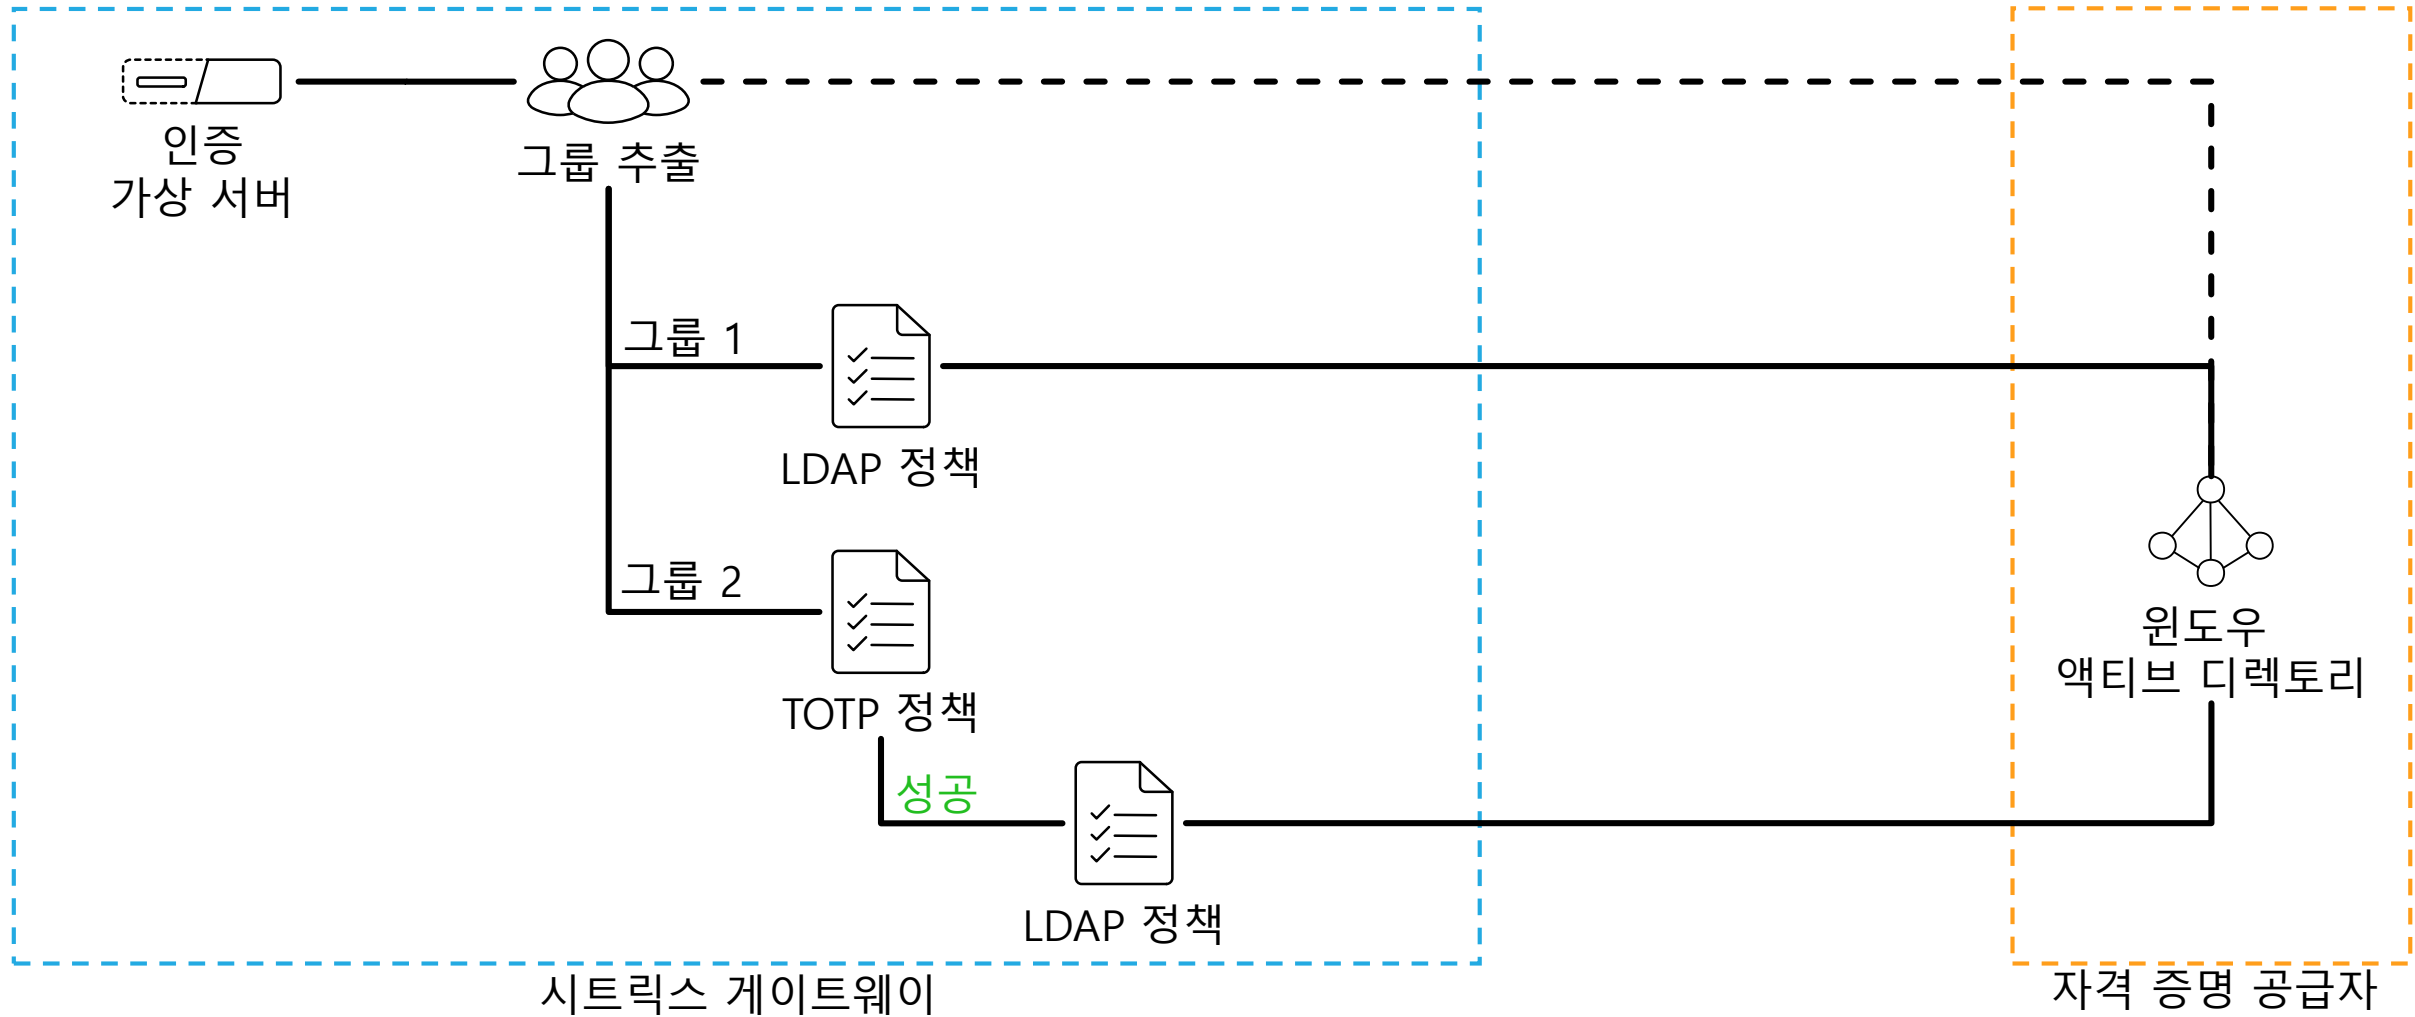 인증
가상 서버
그룹 추출
그룹 1
LDAP 정책
그룹 2
TOTP 정책
성공
LDAP 정책
윈도우
액티브 디렉토리
시트릭스 게이트웨이
자격 증명 공급자